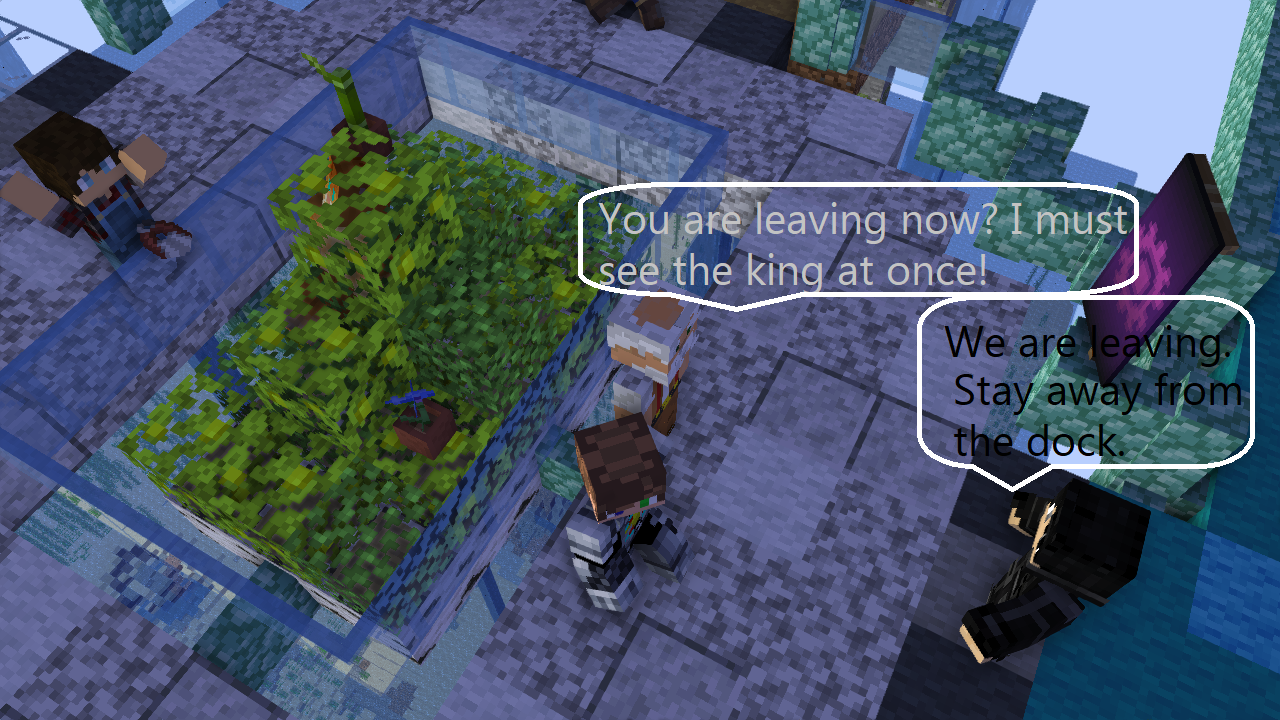 You are leaving now? I must
see the king at once!
We are leaving.
Stay away from
the dock.